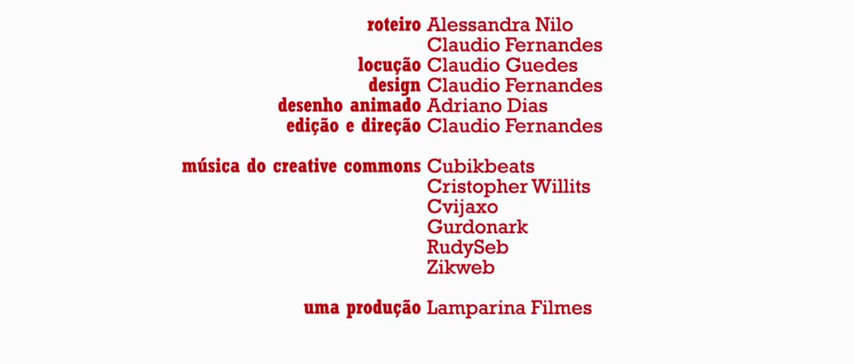 roteiro Alessandra Nilo
Claudio Fernandes
locução Claudio Guedes
design Claudio Fernandes
desenho animado Adriano Dias
edição e direção Claudio Fernandes
música do creative commons Cubikbeats
Cristopher Willits
Cvijaxo
Gurdonark
RudySeb
Zikweb
uma produção Lamparina Filmes